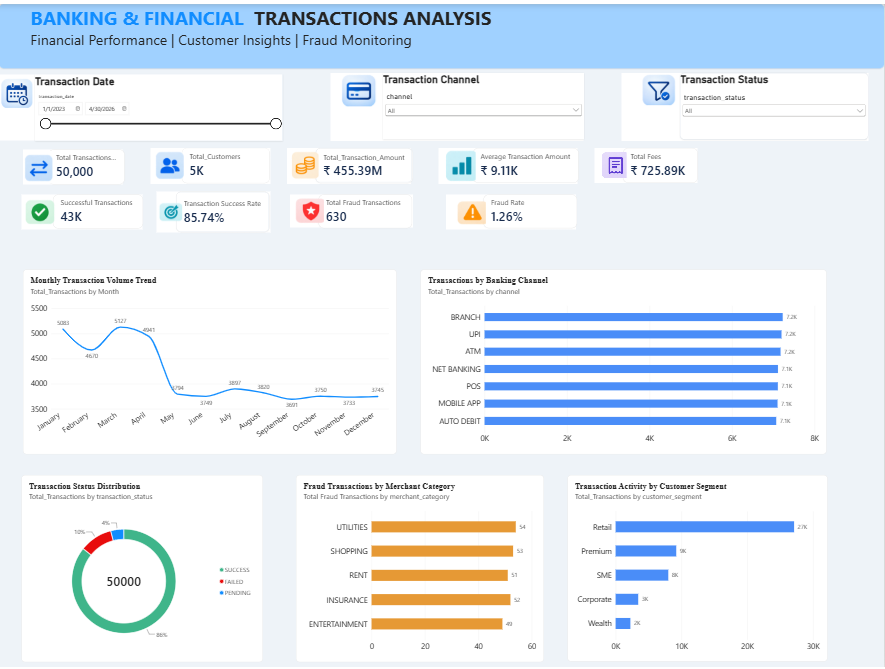 BANKING & FINANCIAL TRANSACTIONS ANALYSIS
Financial Performance | Customer Insights | Fraud Monitoring
Transaction Date
transaction_date
1/1/2023 4/30/2026
Transaction Channel
channel
All
Transaction Status
transaction_status
All
Total Transactions...
50,000
Total_Customers
5K
Total_Transaction_Amount
₹ 455.39M
Average Transaction Amount
₹ 9.11K
Total Fees
₹ 725.89K
Successful Transactions
43K
Transaction Success Rate
85.74%
Total Fraud Transactions
630
Fraud Rate
1.26%
Monthly Transaction Volume Trend
Total_Transactions by Month
5500
5000
4500
4000
3500
5083
4670
5127
4941
3794
3749
3897
3820
3691
3750
3733
3745
January
February
March
April
May
June
July
August
September
October
November
December
Transactions by Banking Channel
Total_Transactions by channel
BRANCH 7.2K
UPI 7.2K
ATM 7.2K
NET BANKING 7.1K
POS 7.1K
MOBILE APP 7.1K
AUTO DEBIT 7.1K
0K 2K 4K 6K 8K
Transaction Status Distribution
Total_Transactions by transaction_status
4%
10%
50000
86%
SUCCESS
FAILED
PENDING
Fraud Transactions by Merchant Category
Total Fraud Transactions by merchant_category
UTILITIES 54
SHOPPING 53
RENT 51
INSURANCE 52
ENTERTAINMENT 49
0 20 40 60
Transaction Activity by Customer Segment
Total_Transactions by customer_segment
Retail 27K
Premium 9K
SME 8K
Corporate 3K
Wealth 2K
0K 10K 20K 30K